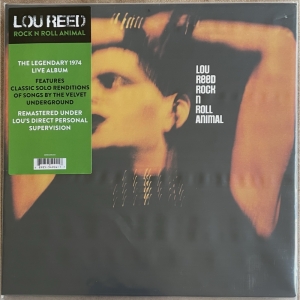 LOU REED
ROCK N ROLL ANIMAL
THE LEGENDARY 1974
LIVE ALBUM
FEATURES
CLASSIC SOLO RENDITIONS
OF SONGS BY THE VELVET
UNDERGROUND
REMASTERED UNDER
LOU'S DIRECT PERSONAL
SUPERVISION
LOU
REED
ROCK
N
ROLL
ANIMAL